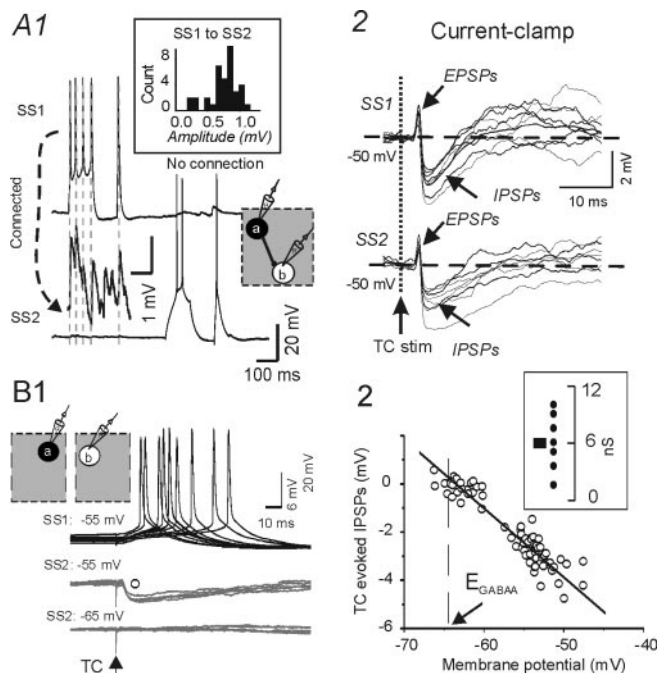 A1
SS1 to SS2
Count
8
4
0
0.0 0.5 1.0
Amplitude (mV)
No connection
SS1
Connected
a
b
1 mV
SS2
20 mV
100 ms
2
Current-clamp
EPSPs
SS1
-50 mV
IPSPs
2 mV
10 ms
EPSPs
SS2
-50 mV
TC stim
IPSPs
B1
a
b
20 mV
6 mV
10 ms
SS1: -55 mV
SS2: -55 mV
SS2: -65 mV
TC
2
12
6
0
nS
TC evoked IPSPs (mV)
2
0
-2
-4
-6
EGABAA
-70 -60 -50 -40
Membrane potential (mV)